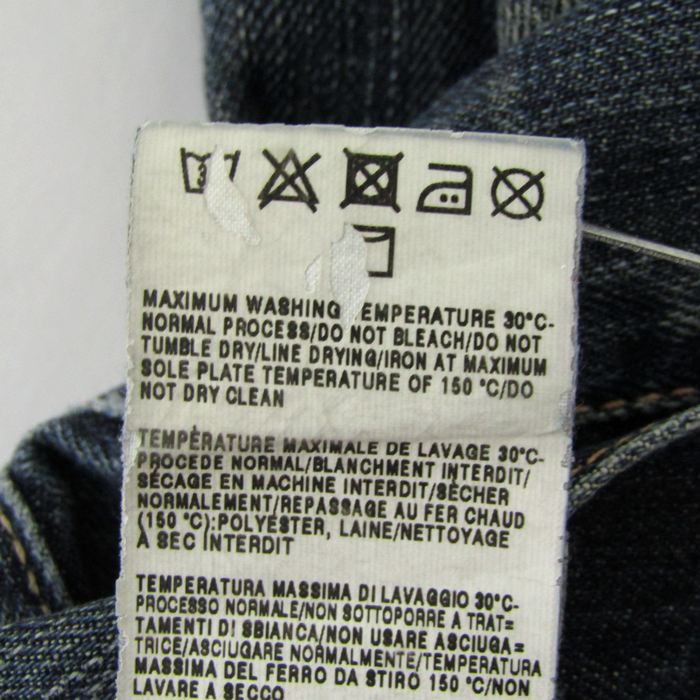 MAXIMUM WASHING TEMPERATURE 30°C-
NORMAL PROCESS/DO NOT BLEACH/DO NOT
TUMBLE DRY/LINE DRYING/IRON AT MAXIMUM
SOLE PLATE TEMPERATURE OF 150 °C/DO
NOT DRY CLEAN
TEMPÈRATURE MAXIMALE DE LAVAGE 30°C-
PROCEDE NORMAL/BLANCHMENT INTERDIT/
SÉCAGE EN MACHINE INTERDIT/SÈCHER
NORMALEMENT/REPASSAGE AU FER CHAUD
(150 °C):POLYESTER, LAINE/NETTOYAGE
À SEC INTERDIT
TEMPERATURA MASSIMA DI LAVAGGIO 30°C-
PROCESSO NORMALE/NON SOTTOPORRE A TRAT=
TAMENTI DI SBIANCA/NON USARE ASCIUGA=
TRICE/ASCIUGARE NORMALMENTE/TEMPERATURA
MASSIMA DEL FERRO DA STIRO 150 °C/NON
LAVARE A SECCO